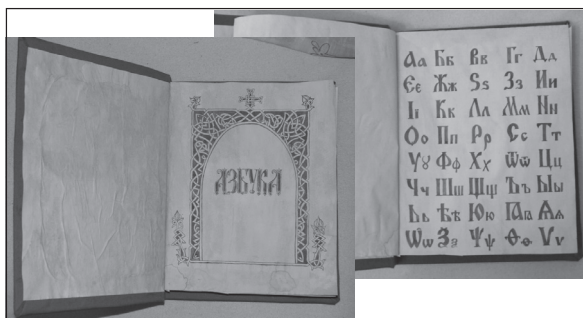 АЗБУКА
Аа Бб Вв Гг Дд
Єє Жж Ѕѕ Зз Ии
Іі Кк Лл Мм Нн
Оо Пп Рр Сс Тт
Уꙋ Фф Хх Ѿѿ Цц
Чч Шш Щщ Ъъ Ыы
Ьь Ѣѣ Юю Ꙗꙗ Ѧѧ
Ѡѡ Ѱѱ Ѳѳ Ѵѵ